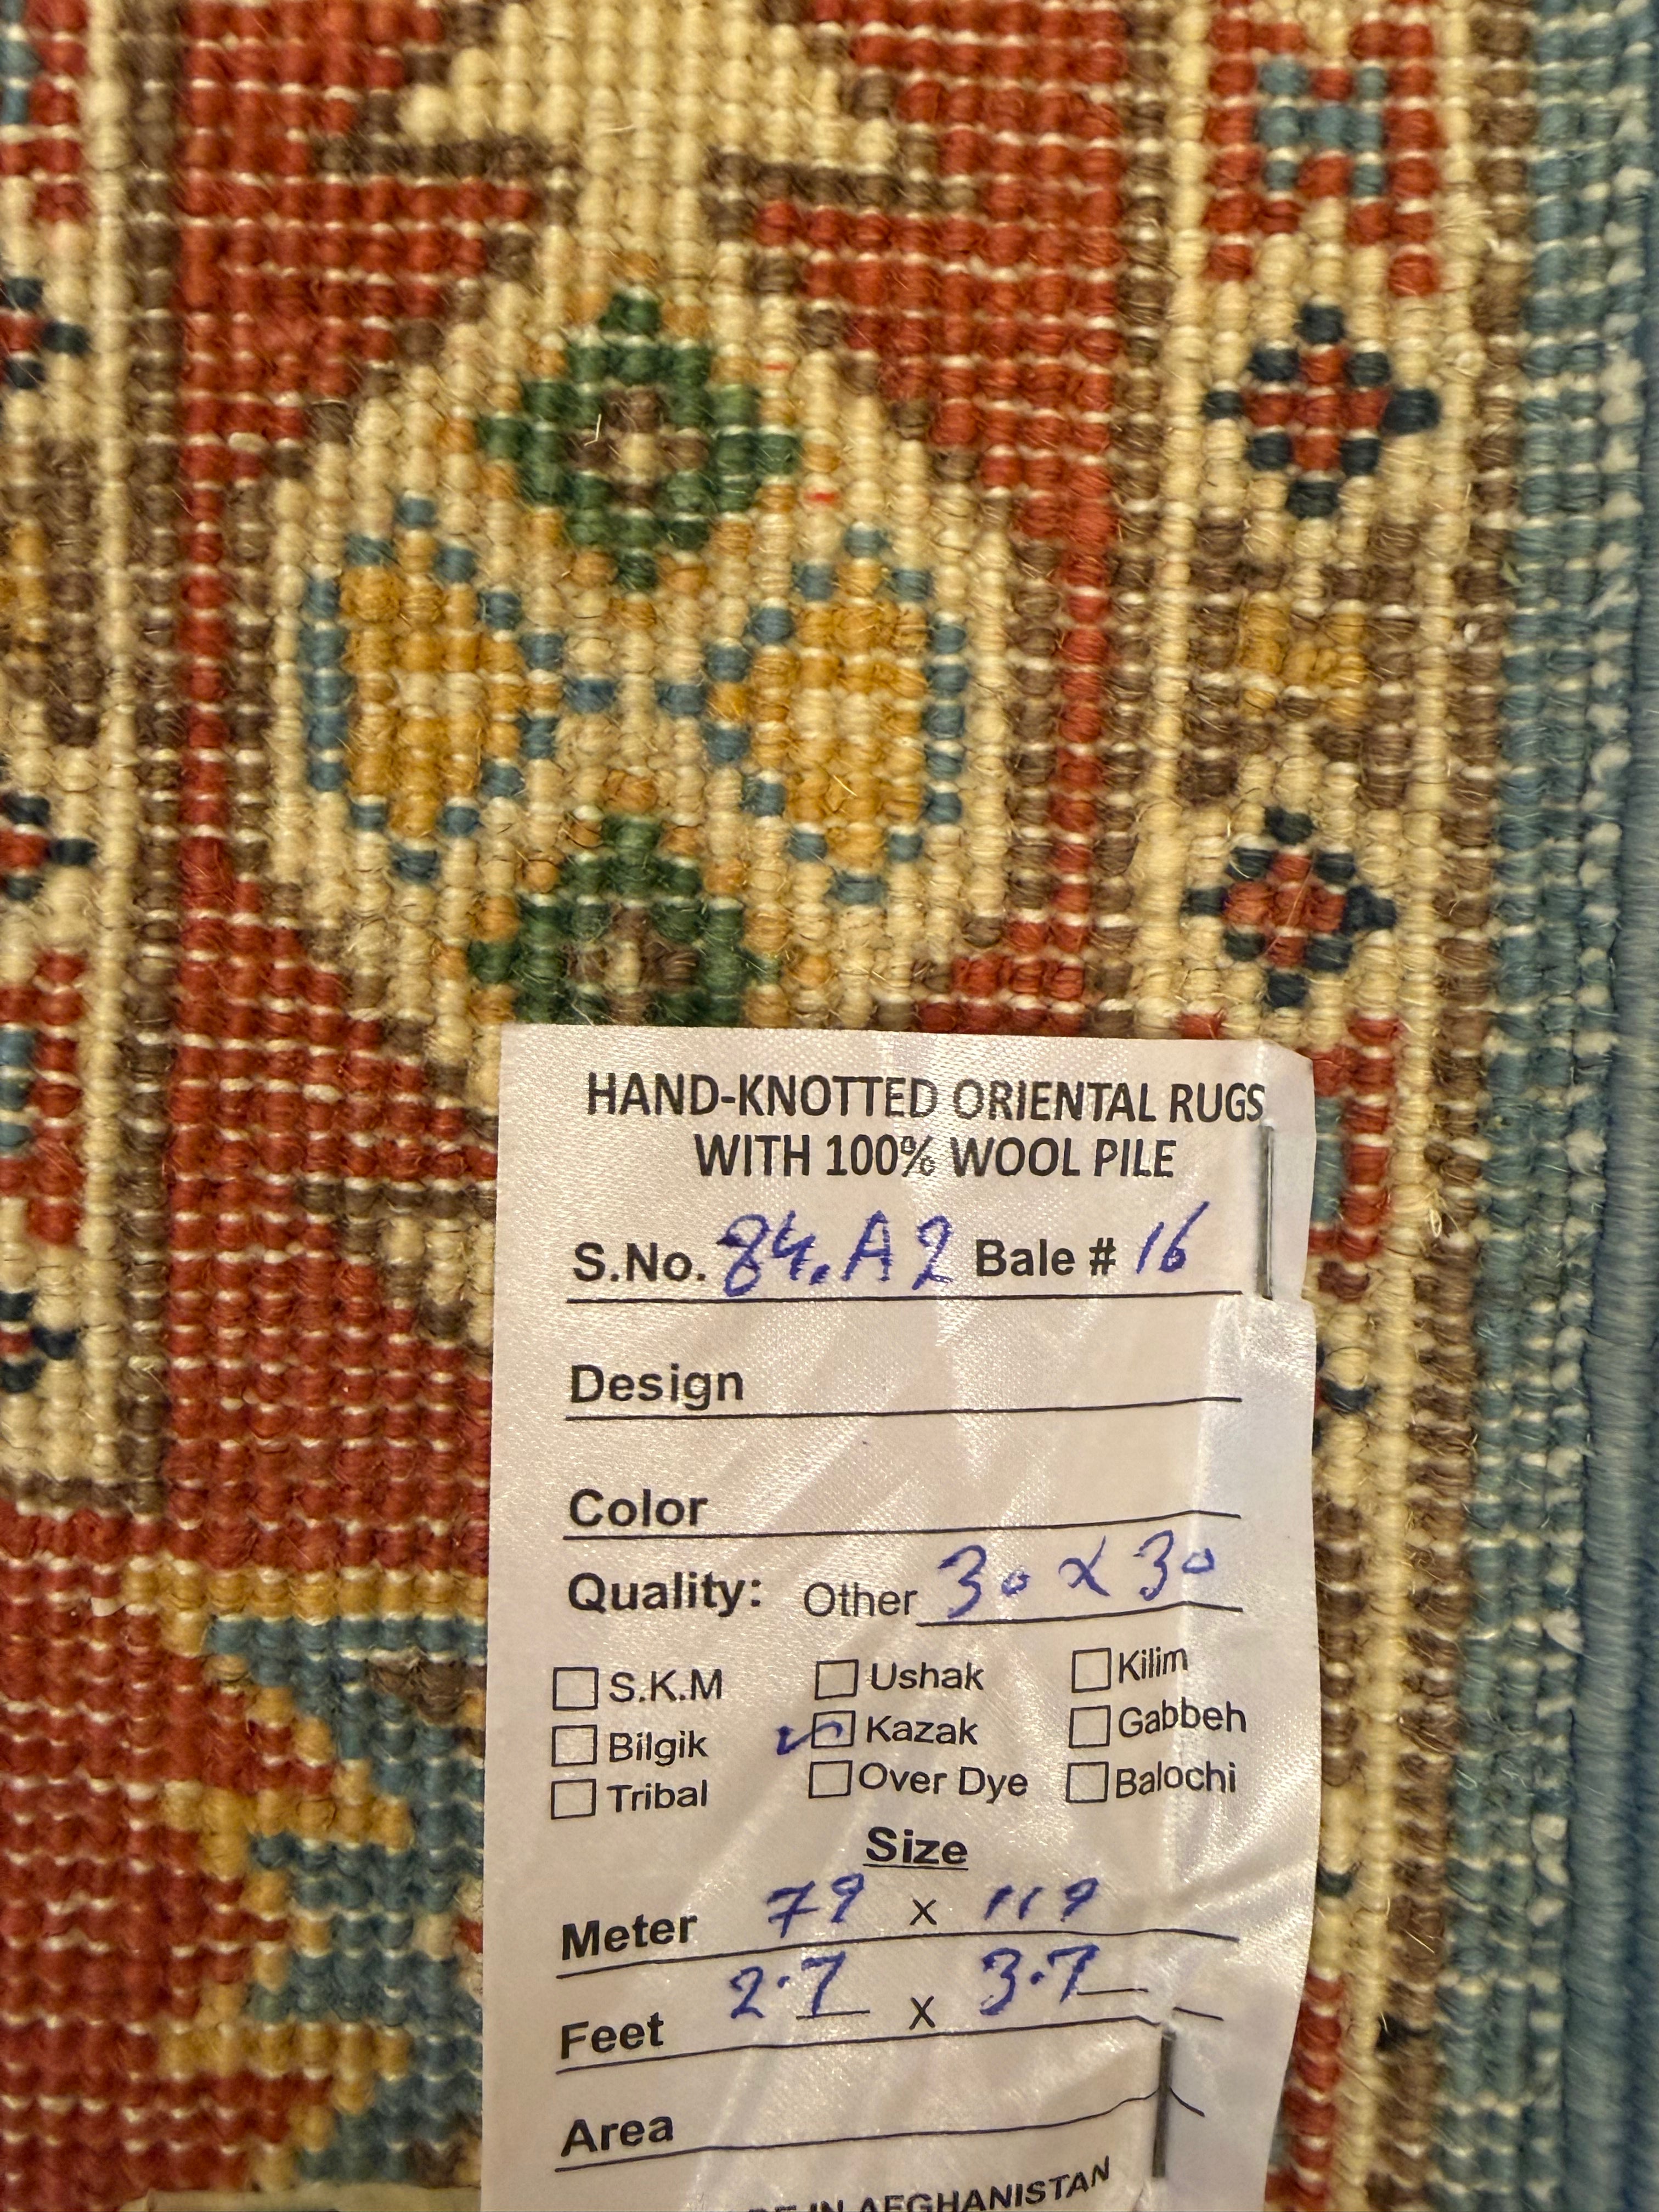 HAND-KNOTTED ORIENTAL RUGS
WITH 100% WOOL PILE
S.No. 84.A2 Bale # 16
Design
Color
Quality: Other 30 x 30
S.K.M Ushak Kilim
Bilgik Kazak Gabbeh
Tribal Over Dye Balochi
Size
Meter 79 x 119
Feet 2.7 x 3.7
Area
IN AFGHANISTAN